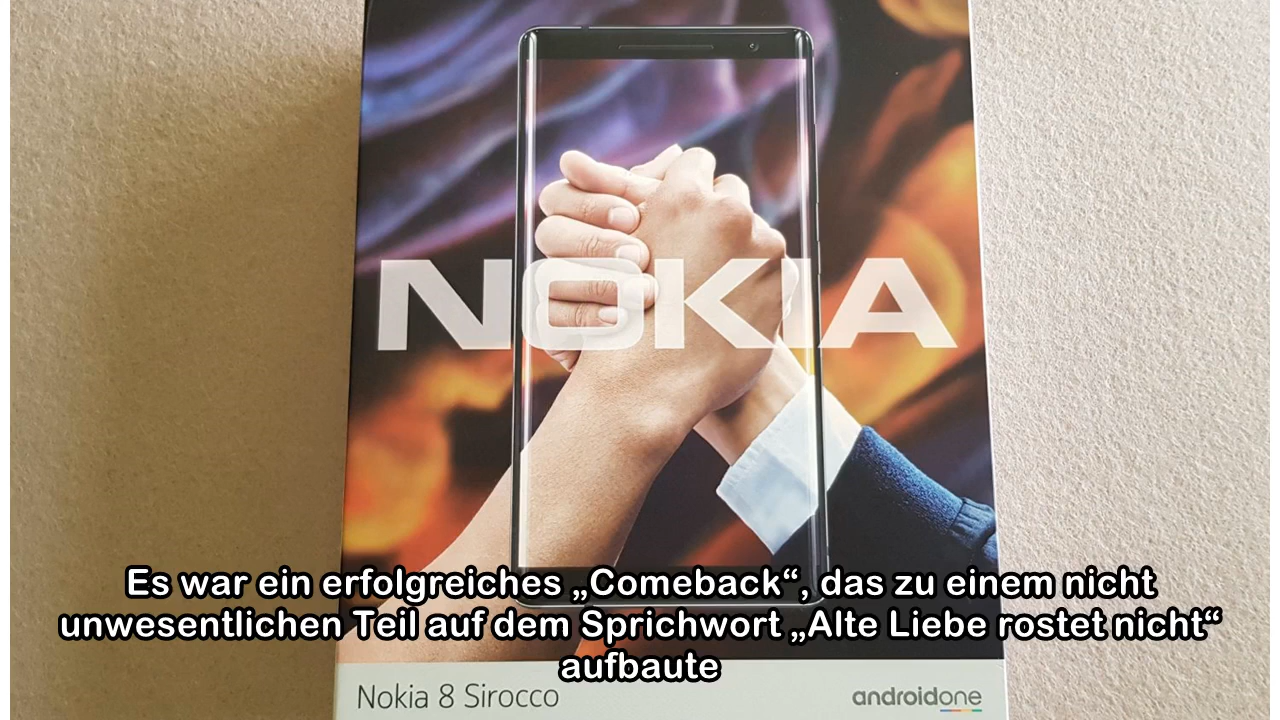 NOKIA
Es war ein erfolgreiches „Comeback“, das zu einem nicht
unwesentlichen Teil auf dem Sprichwort „Alte Liebe rostet nicht“
aufbaute
Nokia 8 Sirocco
androidone